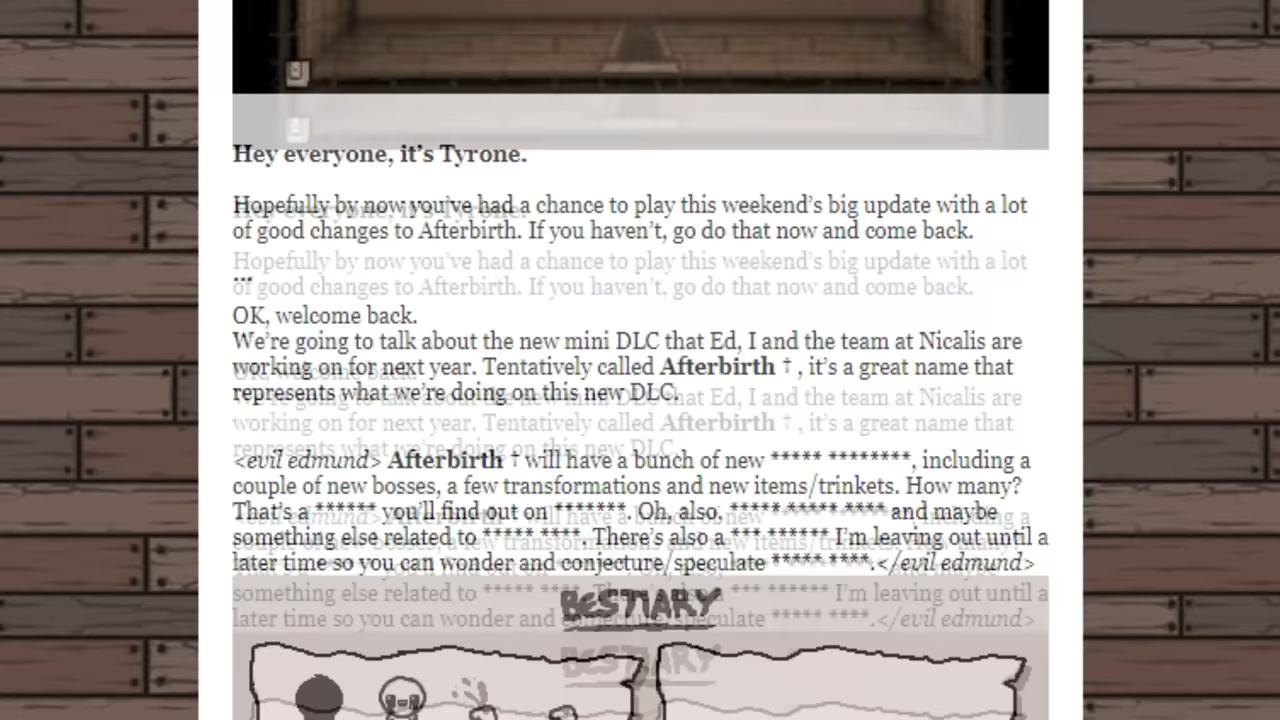 Hey everyone, it's Tyrone.
Hopefully by now you've had a chance to play this weekend's big update with a lot
of good changes to Afterbirth. If you haven't, go do that now and come back.
...
OK, welcome back.
We're going to talk about the new mini DLC that Ed, I and the team at Nicalis are
working on for next year. Tentatively called Afterbirth † , it's a great name that
represents what we're doing on this new DLC.
<evil edmund> Afterbirth † will have a bunch of new ***** ********, including a
couple of new bosses, a few transformations and new items/trinkets. How many?
That's a ****** you'll find out on *******. Oh, also, ***** ***** **** and maybe
something else related to ***** ****. There's also a *** ****** I'm leaving out until a
later time so you can wonder and conjecture/speculate ***** ****.</evil edmund>
BESTIARY